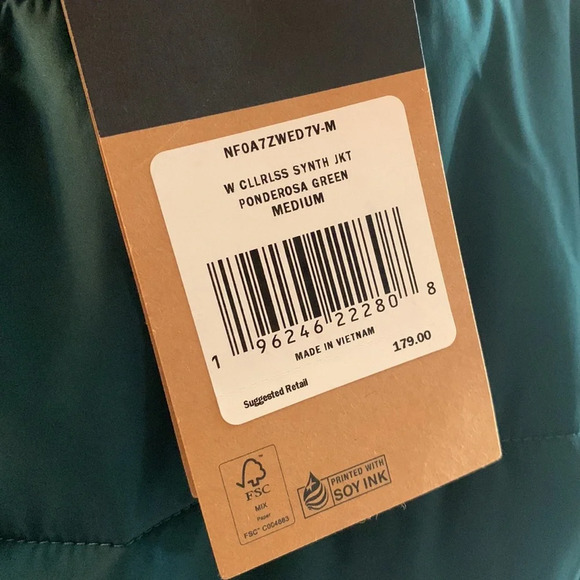 NF0A7ZWED7V-M
W CLLRLSS SYNTH JKT
PONDEROSA GREEN
MEDIUM
1 96246 22280 8
MADE IN VIETNAM
179.00
Suggested Retail
FSC
MIX
Paper
FSC® C004883
PRINTED WITH
SOY INK